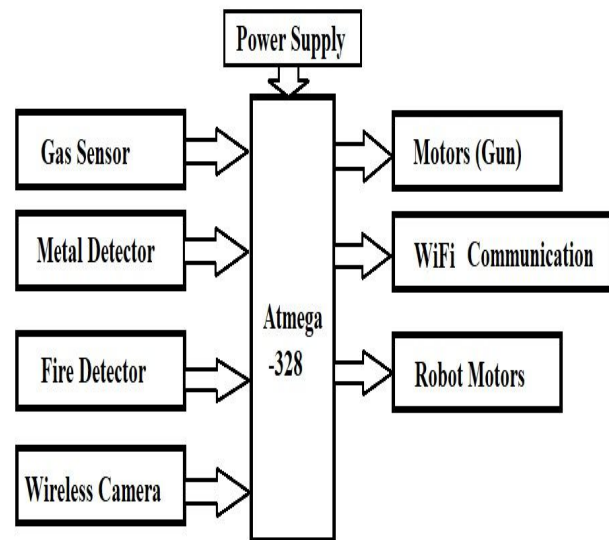 Power Supply
Gas Sensor
Metal Detector
Fire Detector
Wireless Camera
Atmega
-328
Motors (Gun)
WiFi Communication
Robot Motors